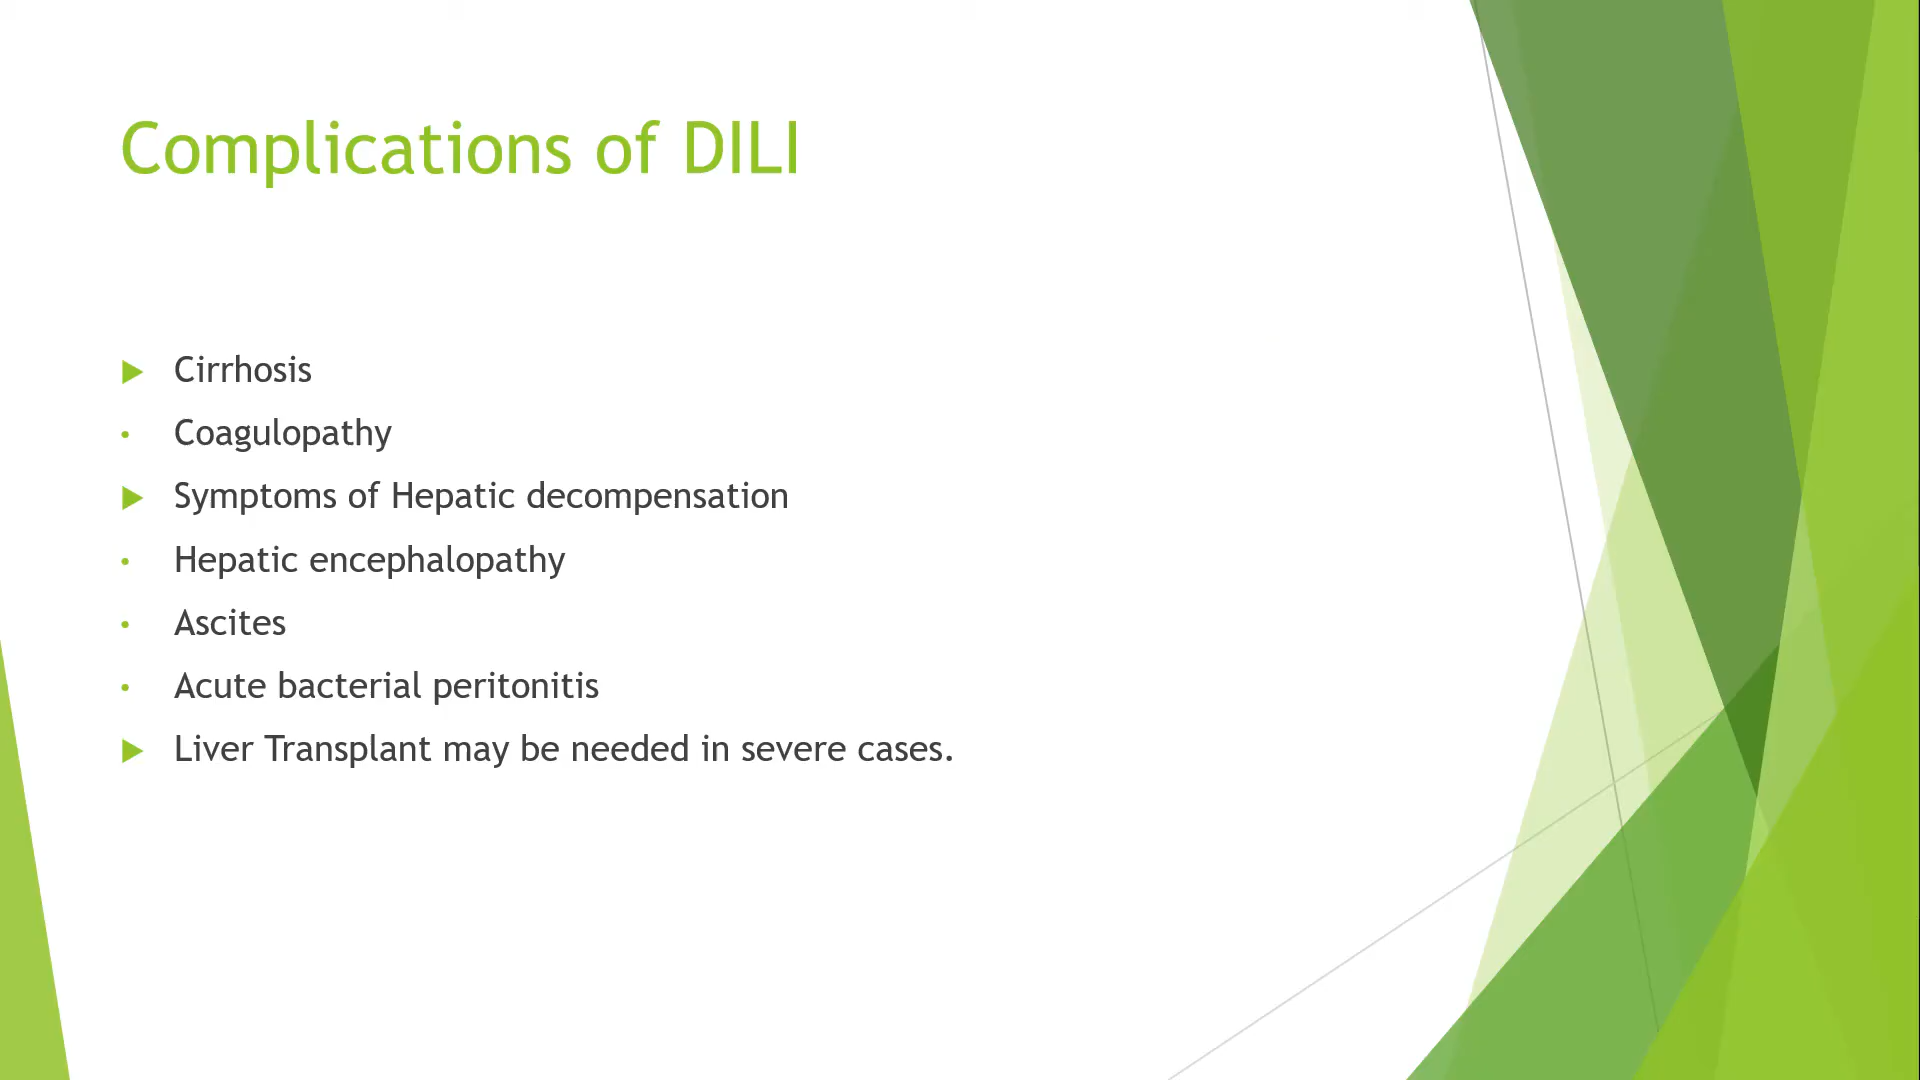 Complications of DILI
Cirrhosis
Coagulopathy
Symptoms of Hepatic decompensation
Hepatic encephalopathy
Ascites
Acute bacterial peritonitis
Liver Transplant may be needed in severe cases.